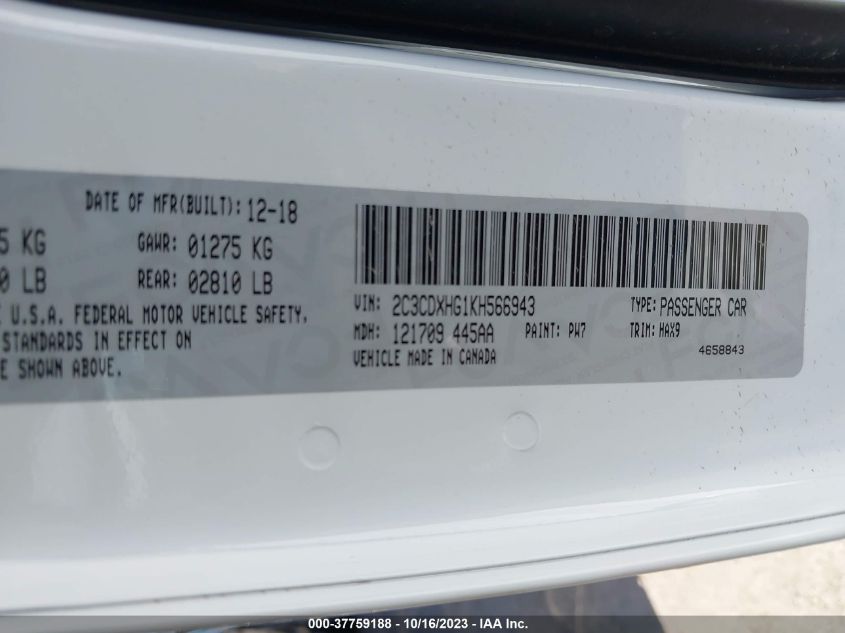 DATE OF MFR(BUILT): 12-18
5 KG GAWR: 01275 KG
0 LB REAR: 02810 LB
E U.S.A. FEDERAL MOTOR VEHICLE SAFETY.
STANDARDS IN EFFECT ON
E SHOWN ABOVE.
VIN: 2C3CDXHG1KH566943 TYPE: PASSENGER CAR
MDH: 121709 445AA PAINT: PW7 TRIM: HAX9
VEHICLE MADE IN CANADA 4658843
000-37759188 - 10/16/2023 - IAA Inc.